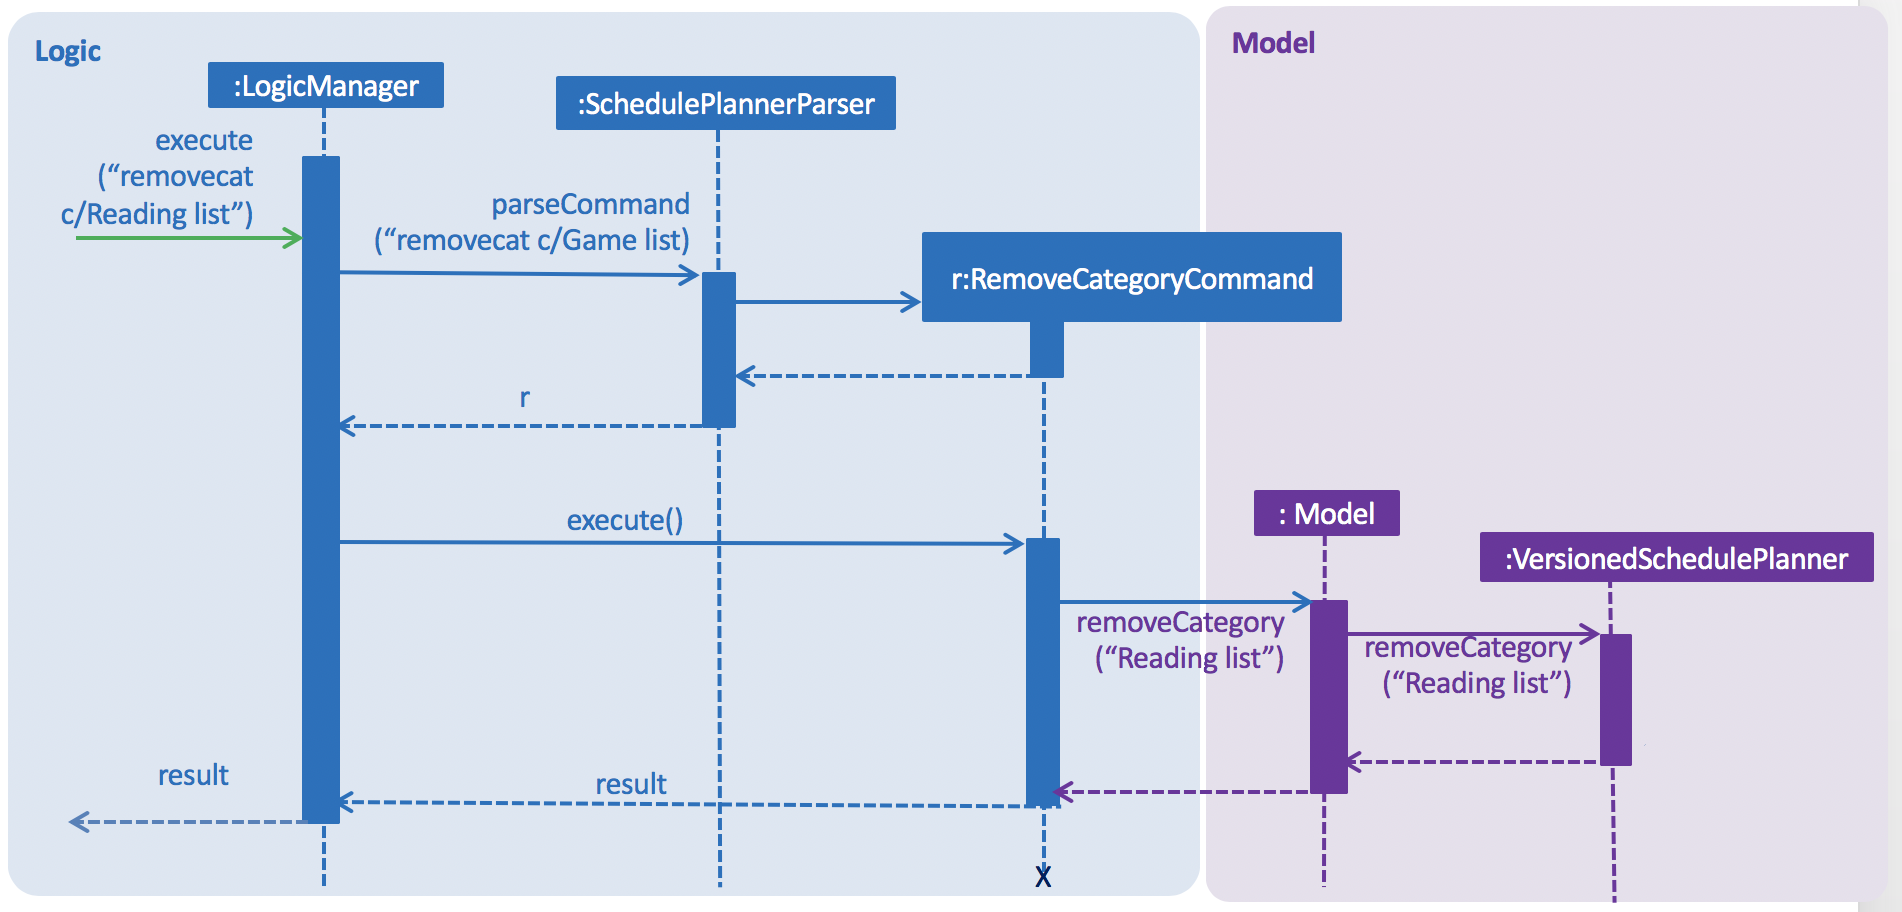 Logic
Model
:LogicManager
:SchedulePlannerParser
execute
(“removecat
c/Reading list”)
parseCommand
(“removecat c/Game list)
r:RemoveCategoryCommand
r
execute()
: Model
:VersionedSchedulePlanner
removeCategory
(“Reading list”)
removeCategory
(“Reading list”)
result
result
X